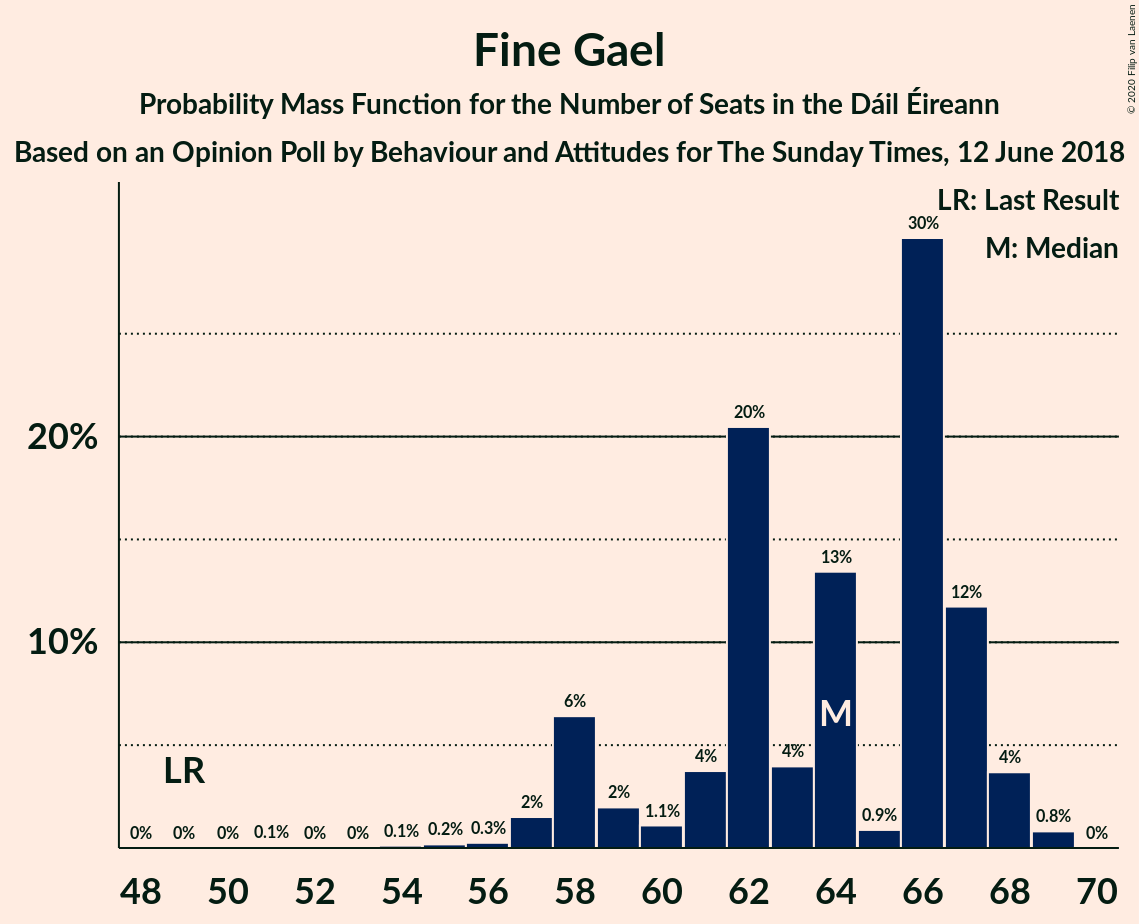 © 2020 Filip van Laenen
Fine Gael
Probability Mass Function for the Number of Seats in the Dáil Éireann
Based on an Opinion Poll by Behaviour and Attitudes for The Sunday Times, 12 June 2018
LR: Last Result
M: Median
20%
10%
LR
M
0%
0%
0%
0.1%
0%
0%
0.1%
0.2%
0.3%
2%
6%
2%
1.1%
4%
20%
4%
13%
0.9%
30%
12%
4%
0.8%
0%
48 50 52 54 56 58 60 62 64 66 68 70